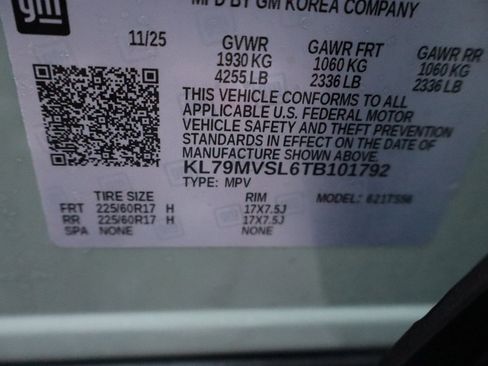 gm
MFD BY GM KOREA COMPANY
11/25 GVWR GAWR FRT GAWR RR
1930 KG 1060 KG 1060 KG
4255 LB 2336 LB 2336 LB
THIS VEHICLE CONFORMS TO ALL
APPLICABLE U.S. FEDERAL MOTOR
VEHICLE SAFETY AND THEFT PREVENTION
STANDARDS IN EFFECT ON THE DATE OF
MANUFACTURE SHOWN ABOVE.
KL79MVSL6TB101792
TYPE: MPV MODEL:
TIRE SIZE RIM
FRT 225/60R17 H 17X7.5J
RR 225/60R17 H 17X7.5J
SPA NONE NONE